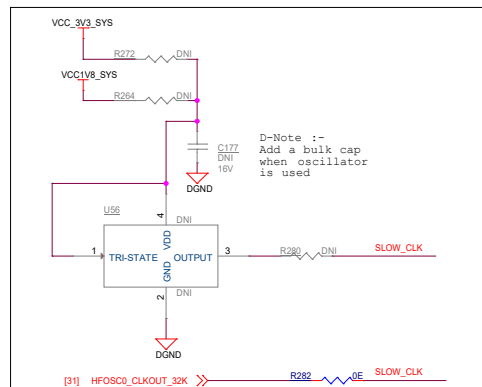 VCC_3V3_SYS
R272
DNI
VCC1V8_SYS
R264
DNI
C177
DNI
16V
D-Note :-
Add a bulk cap
when oscillator
is used
DGND
U56
4
DNI
VDD
1
TRI-STATE
OUTPUT
3
R280
DNI
SLOW_CLK
GND
2
DNI
DGND
[31] HFOSC0_CLKOUT_32K
R282
0E
SLOW_CLK